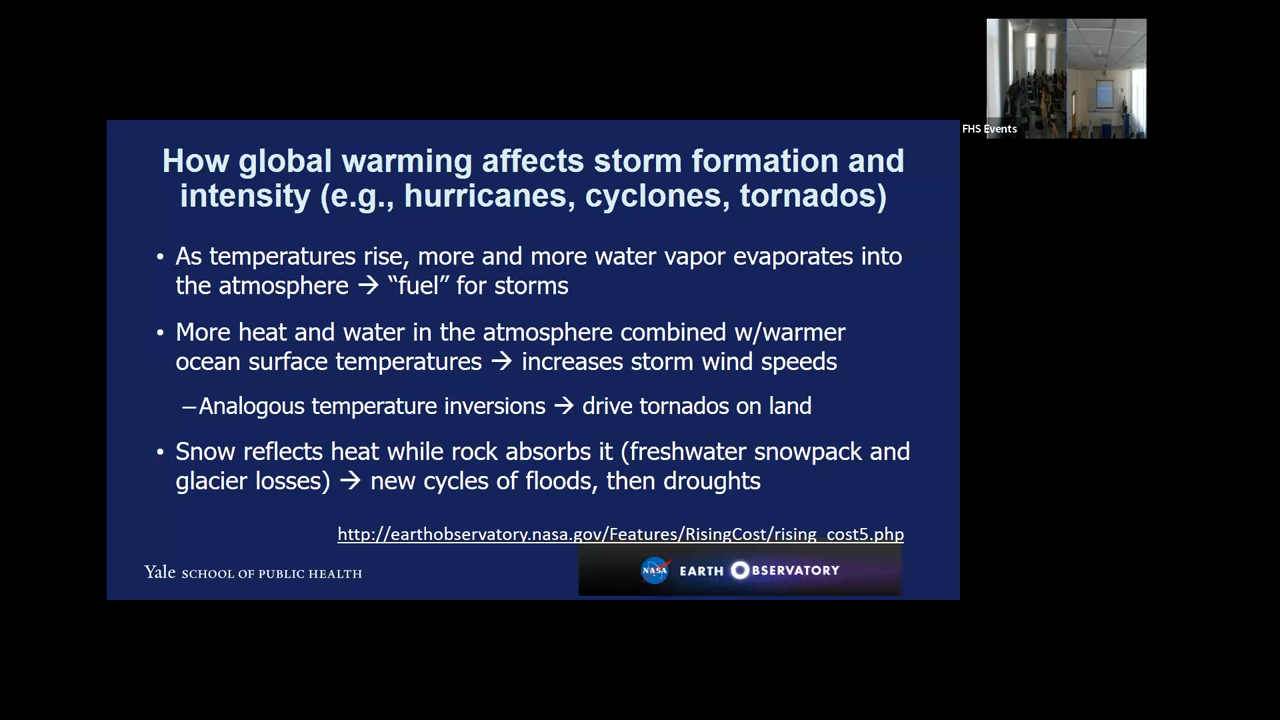 How global warming affects storm formation and
intensity (e.g., hurricanes, cyclones, tornados)
• As temperatures rise, more and more water vapor evaporates into
the atmosphere → “fuel” for storms
• More heat and water in the atmosphere combined w/warmer
ocean surface temperatures → increases storm wind speeds
–Analogous temperature inversions → drive tornados on land
• Snow reflects heat while rock absorbs it (freshwater snowpack and
glacier losses) → new cycles of floods, then droughts
http://earthobservatory.nasa.gov/Features/RisingCost/rising_cost5.php
Yale SCHOOL OF PUBLIC HEALTH
NASA EARTH OBSERVATORY
FHS Events